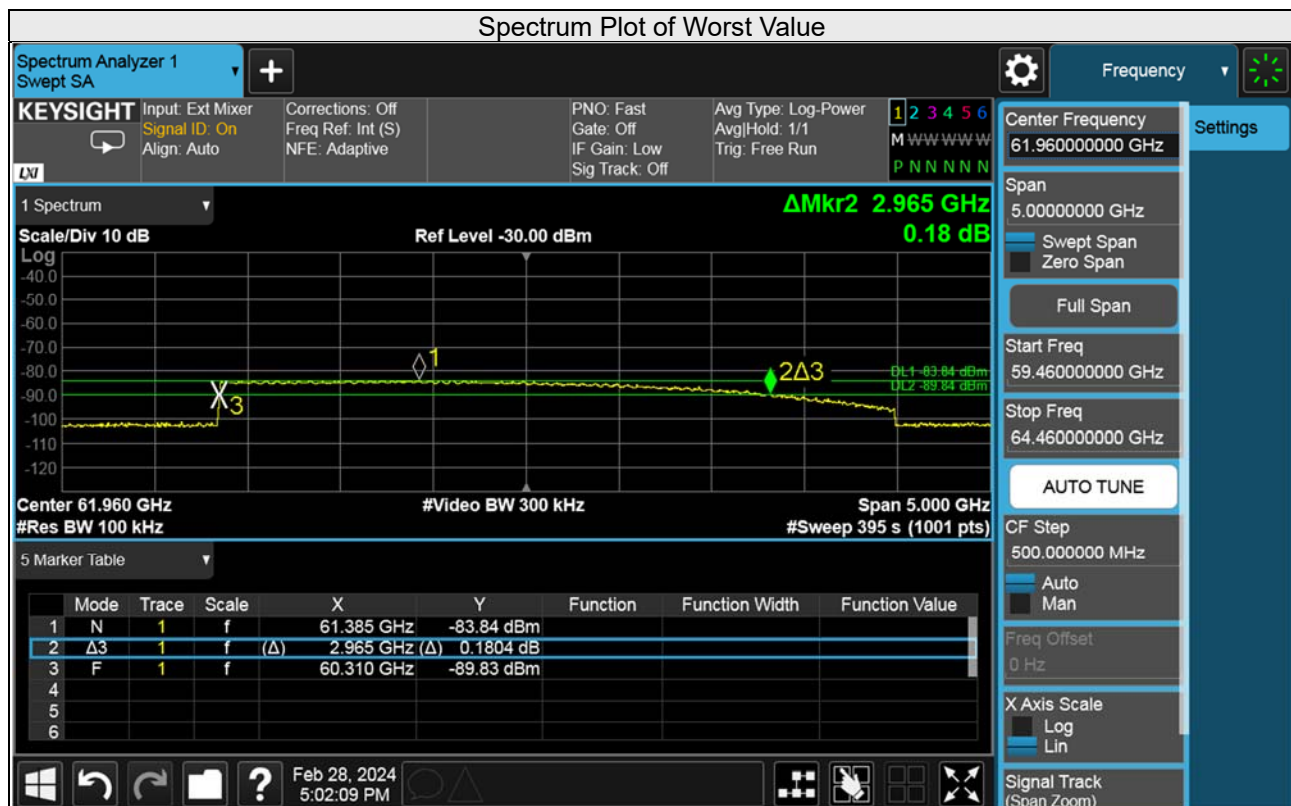 Spectrum Plot of Worst Value
Spectrum Analyzer 1
Swept SA
Frequency
KEYSIGHT
LXI
Input: Ext Mixer
Signal ID: On
Align: Auto
Corrections: Off
Freq Ref: Int (S)
NFE: Adaptive
PNO: Fast
Gate: Off
IF Gain: Low
Sig Track: Off
Avg Type: Log-Power
Avg|Hold: 1/1
Trig: Free Run
1 2 3 4 5 6
M W W W W W
P N N N N N
1 Spectrum
ΔMkr2 2.965 GHz
Scale/Div 10 dB
Ref Level -30.00 dBm
0.18 dB
Log
-40.0
-50.0
-60.0
-70.0
-80.0
-90.0
-100
-110
-120
1
2Δ3
3
DL1 -83.84 dBm
DL2 -89.84 dBm
Center 61.960 GHz
#Video BW 300 kHz
Span 5.000 GHz
#Res BW 100 kHz
#Sweep 395 s (1001 pts)
5 Marker Table
Mode Trace Scale X Y Function Function Width Function Value
1 N 1 f 61.385 GHz -83.84 dBm
2 Δ3 1 f (Δ) 2.965 GHz (Δ) 0.1804 dB
3 F 1 f 60.310 GHz -89.83 dBm
4
5
6
?
Feb 28, 2024
5:02:09 PM
Center Frequency
61.960000000 GHz
Settings
Span
5.00000000 GHz
Swept Span
Zero Span
Full Span
Start Freq
59.460000000 GHz
Stop Freq
64.460000000 GHz
AUTO TUNE
CF Step
500.000000 MHz
Auto
Man
Freq Offset
0 Hz
X Axis Scale
Log
Lin
Signal Track
(Span Zoom)